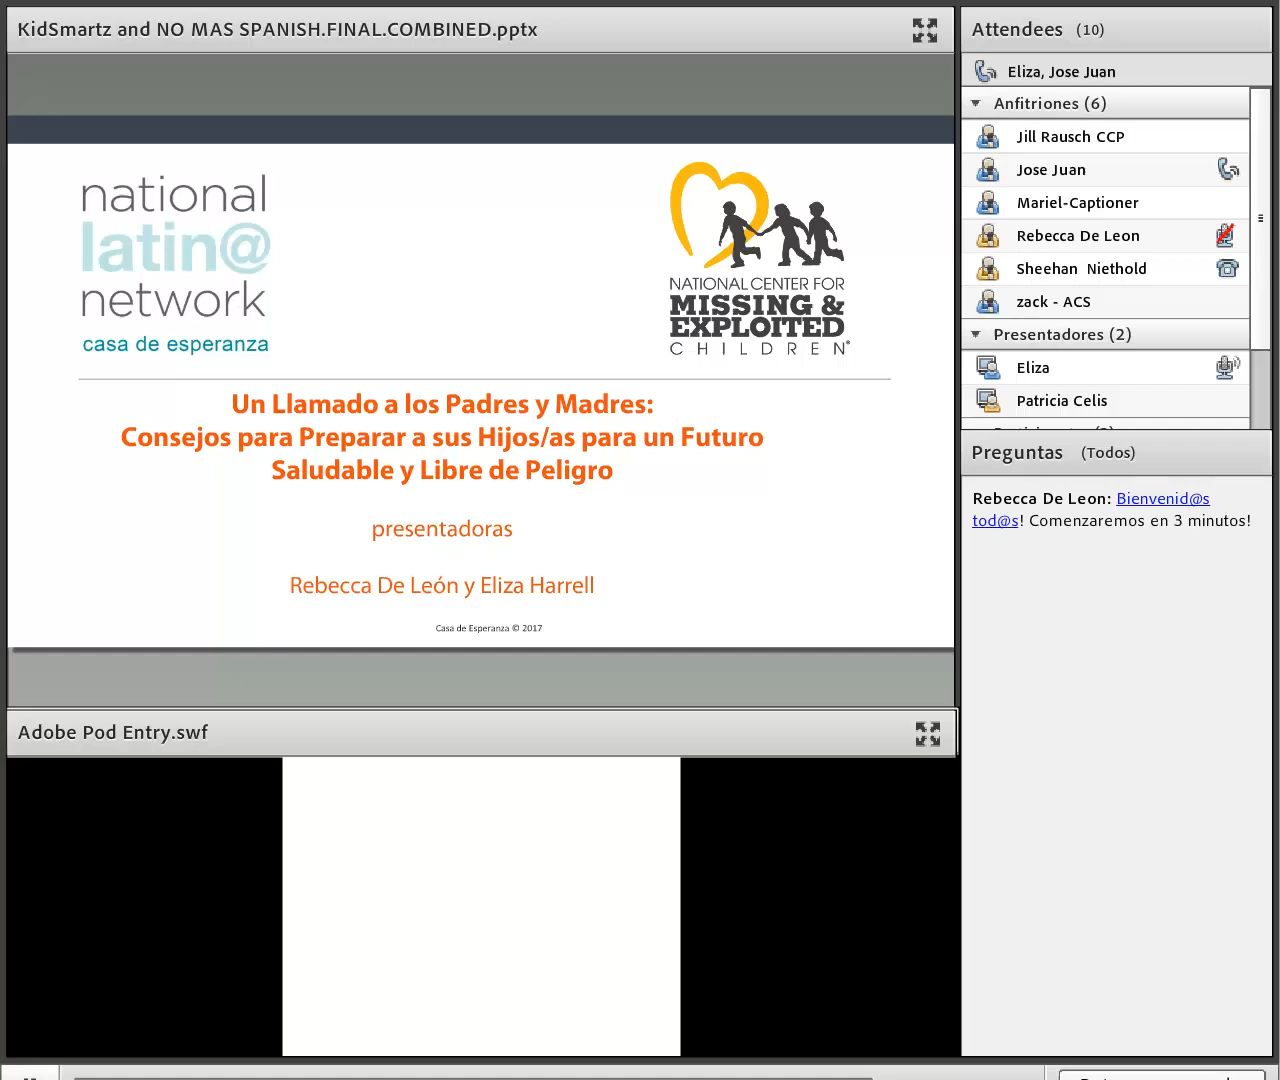 KidSmartz and NO MAS SPANISH.FINAL.COMBINED.pptx
national
latin@
network
casa de esperanza
NATIONAL CENTER FOR
MISSING &
EXPLOITED
CHILDREN®
Un Llamado a los Padres y Madres:
Consejos para Preparar a sus Hijos/as para un Futuro
Saludable y Libre de Peligro
presentadoras
Rebecca De León y Eliza Harrell
Casa de Esperanza © 2017
Adobe Pod Entry.swf
Attendees (10)
Eliza, Jose Juan
Anfitriones (6)
Jill Rausch CCP
Jose Juan
Mariel-Captioner
Rebecca De Leon
Sheehan Niethold
zack - ACS
Presentadores (2)
Eliza
Patricia Celis
Preguntas (Todos)
Rebecca De Leon: Bienvenid@s
tod@s! Comenzaremos en 3 minutos!